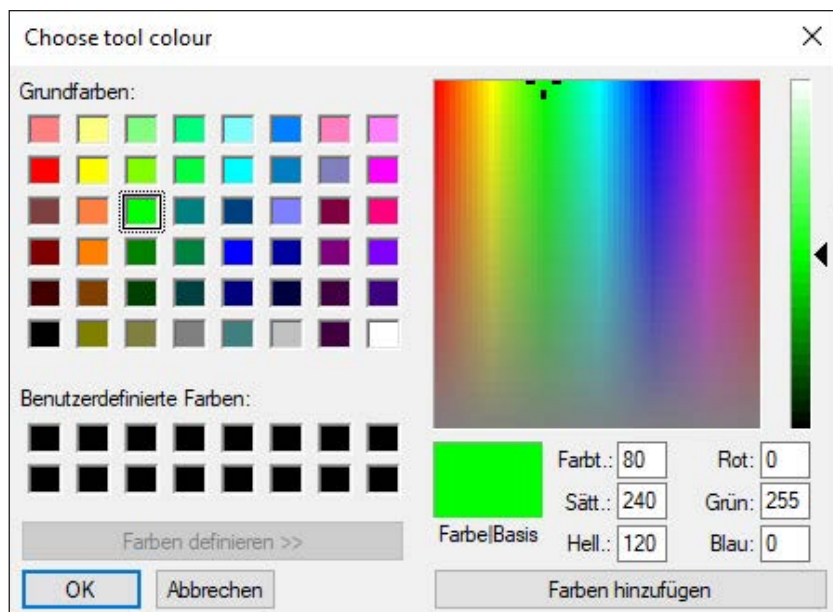 Choose tool colour
Grundfarben:
Benutzerdefinierte Farben:
Farben definieren >>
OK
Abbrechen
Farbe|Basis
Farbt.: 80
Sätt.: 240
Hell.: 120
Rot: 0
Grün: 255
Blau: 0
Farben hinzufügen